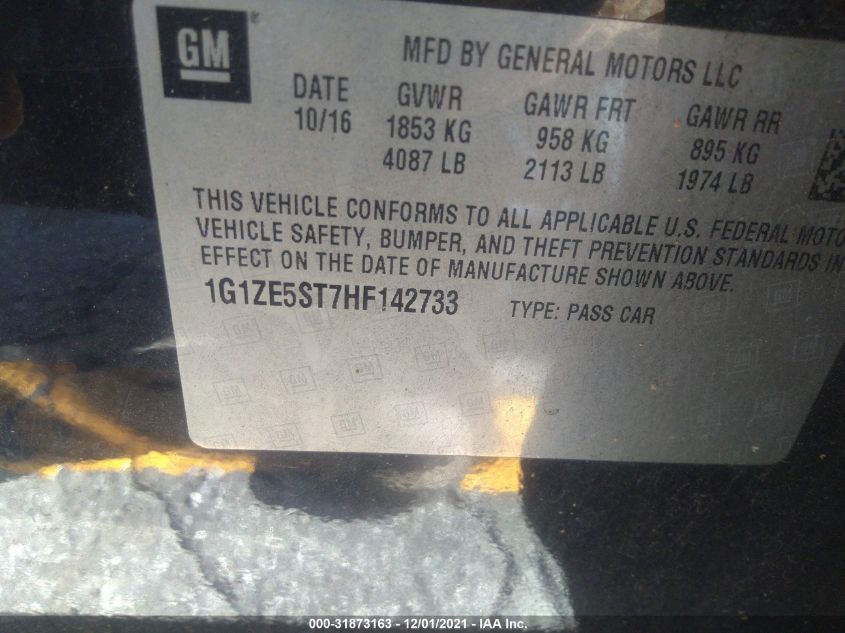 GM
MFD BY GENERAL MOTORS LLC
DATE GVWR GAWR FRT GAWR RR
10/16 1853 KG 958 KG 895 KG
4087 LB 2113 LB 1974 LB
THIS VEHICLE CONFORMS TO ALL APPLICABLE U.S. FEDERAL MOTO
VEHICLE SAFETY, BUMPER, AND THEFT PREVENTION STANDARDS IN
EFFECT ON THE DATE OF MANUFACTURE SHOWN ABOVE.
1G1ZE5ST7HF142733 TYPE: PASS CAR
000-31873163 - 12/01/2021 - IAA Inc.